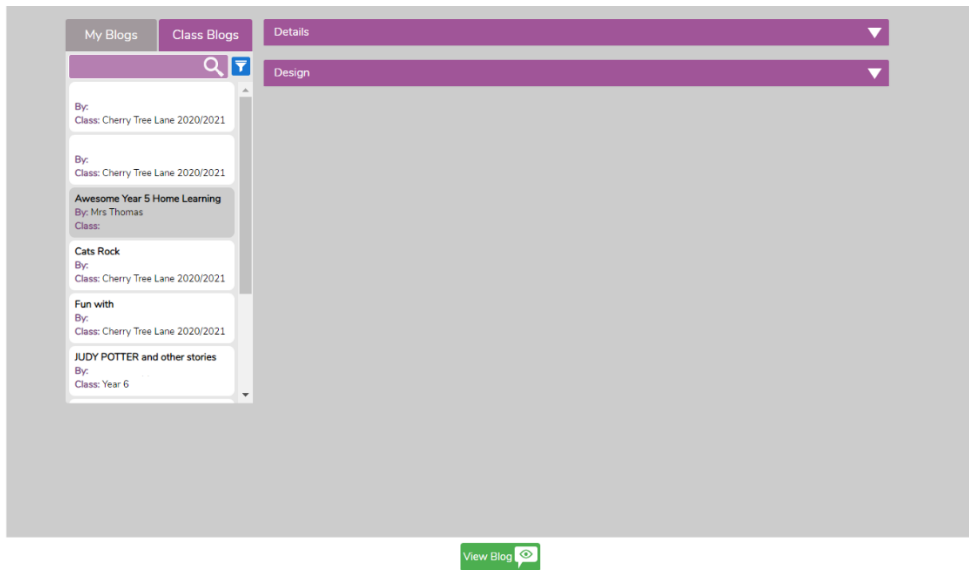 My Blogs
Class Blogs
By:
Class: Cherry Tree Lane 2020/2021
By:
Class: Cherry Tree Lane 2020/2021
Awesome Year 5 Home Learning
By: Mrs Thomas
Class:
Cats Rock
By:
Class: Cherry Tree Lane 2020/2021
Fun with
By:
Class: Cherry Tree Lane 2020/2021
JUDY POTTER and other stories
By:
Class: Year 6
Details
Design
View Blog